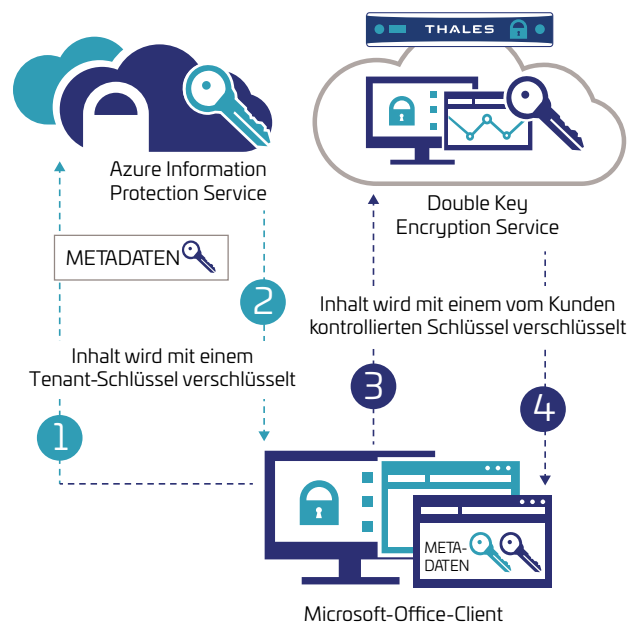 THALES
Azure Information
Protection Service
Double Key
Encryption Service
METADATEN
2
Inhalt wird mit einem vom Kunden
kontrollierten Schlüssel verschlüsselt
Inhalt wird mit einem
Tenant-Schlüssel verschlüsselt
3
4
1
META-
DATEN
Microsoft-Office-Client